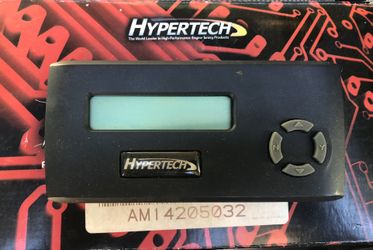 HYPERTECH
The World Leader in High-Performance Engine Tuning Products
HYPERTECH
AM14205032